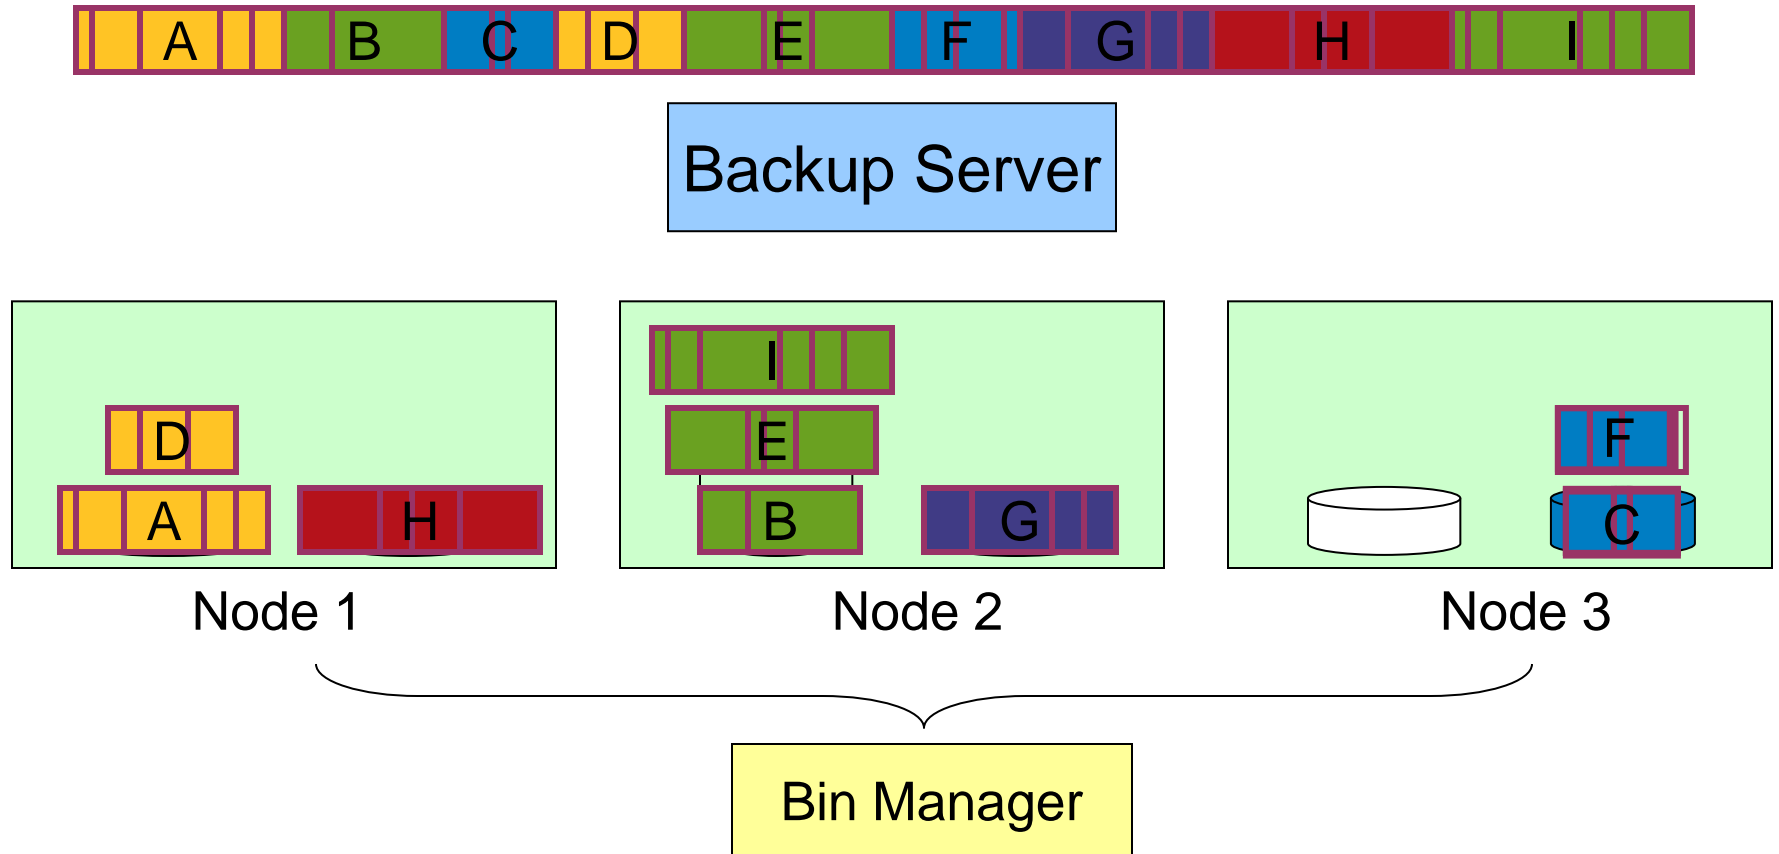 A B C D E F G H I
Backup Server
I
D E F
A H B G C
Node 1 Node 2 Node 3
Bin Manager